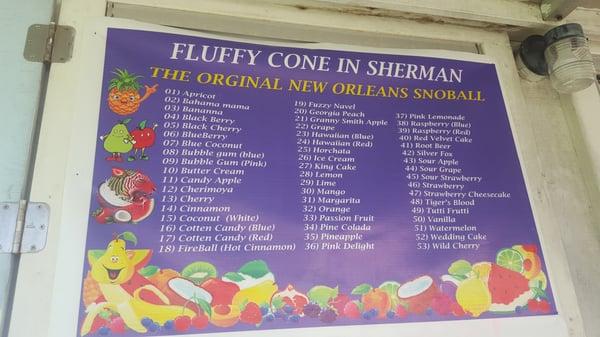 FLUFFY CONE IN SHERMAN
THE ORGINAL NEW ORLEANS SNOBALL
01) Apricot
02) Bahama mama
03) Bananna
04) Black Berry
05) Black Cherry
06) BlueBerry
07) Blue Coconut
08) Bubble gum (blue)
09) Bubble Gum (Pink)
10) Butter Cream
11) Candy Apple
12) Cherimoya
13) Cherry
14) Cinnamon
15) Coconut (White)
16) Cotten Candy (Blue)
17) Cotten Candy (Red)
18) FireBall (Hot Cinnamon)
19) Fuzzy Navel
20) Georgia Peach
21) Granny Smith Apple
22) Grape
23) Hawaiian (Blue)
24) Hawaiian (Red)
25) Horchata
26) Ice Cream
27) King Cake
28) Lemon
29) Lime
30) Mango
31) Margarita
32) Orange
33) Passion Fruit
34) Pine Colada
35) Pineapple
36) Pink Delight
37) Pink Lemonade
38) Raspberry (Blue)
39) Raspberry (Red)
40) Red Velvet Cake
41) Root Beer
42) Silver Fox
43) Sour Apple
44) Sour Grape
45) Sour Strawberry
46) Strawberry
47) Strawberry Cheesecake
48) Tiger's Blood
49) Tutti Frutti
50) Vanilla
51) Watermelon
52) Wedding Cake
53) Wild Cherry